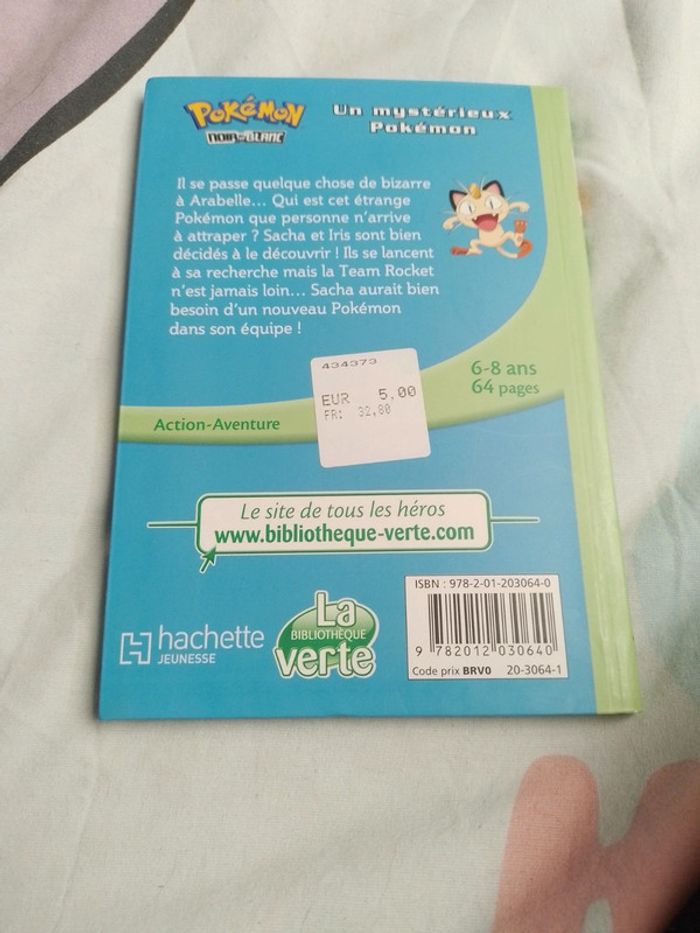 POKÉMON
NOIR ET BLANC
Un mystérieux
Pokémon
Il se passe quelque chose de bizarre
à Arabelle... Qui est cet étrange
Pokémon que personne n'arrive
à attraper ? Sacha et Iris sont bien
décidés à le découvrir ! Ils se lancent
à sa recherche mais la Team Rocket
n'est jamais loin... Sacha aurait bien
besoin d'un nouveau Pokémon
dans son équipe !
434373
EUR 5,00
FR: 32,80
6-8 ans
64 pages
Action-Aventure
Le site de tous les héros
www.bibliotheque-verte.com
ISBN : 978-2-01-203064-0
9 782012 030640
Code prix BRV0 20-3064-1
hachette
JEUNESSE
La
BIBLIOTHÈQUE
verte